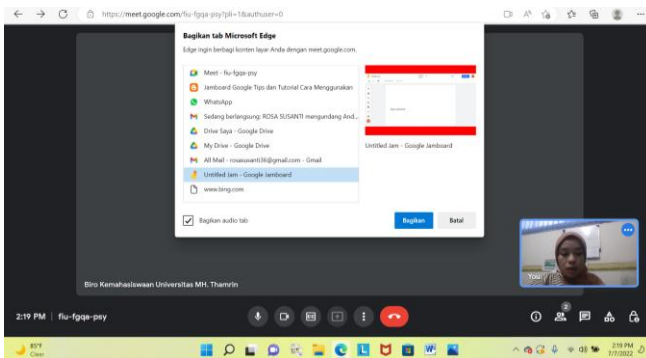 https://meet.google.com/fiu-fgqa-psy?pli=1&authuser=0
Bagikan tab Microsoft Edge
Edge ingin berbagi konten layar Anda dengan meet.google.com.
Meet - fiu-fgqa-psy
Jamboard Google Tips dan Tutorial Cara Menggunakan
WhatsApp
Sedang berlangsung: ROSA SUSANTI mengundang And...
Drive Saya - Google Drive
My Drive - Google Drive
All Mail - rosasusanti36@gmail.com - Gmail
Untitled Jam - Google Jamboard
www.bing.com
Untitled Jam - Google Jamboard
Bagikan audio tab
Bagikan
Batal
You
Biro Kemahasiswaan Universitas MH. Thamrin
2:19 PM | fiu-fgqa-psy
2
85°F
Clear
2:19 PM
7/7/2022